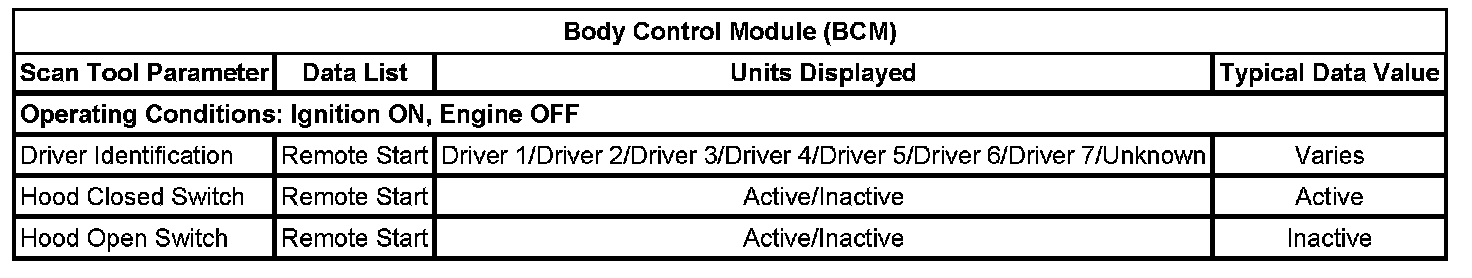 Body Control Module (BCM)
Scan Tool Parameter Data List Units Displayed Typical Data Value
Operating Conditions: Ignition ON, Engine OFF
Driver Identification Remote Start Driver 1/Driver 2/Driver 3/Driver 4/Driver 5/Driver 6/Driver 7/Unknown Varies
Hood Closed Switch Remote Start Active/Inactive Active
Hood Open Switch Remote Start Active/Inactive Inactive